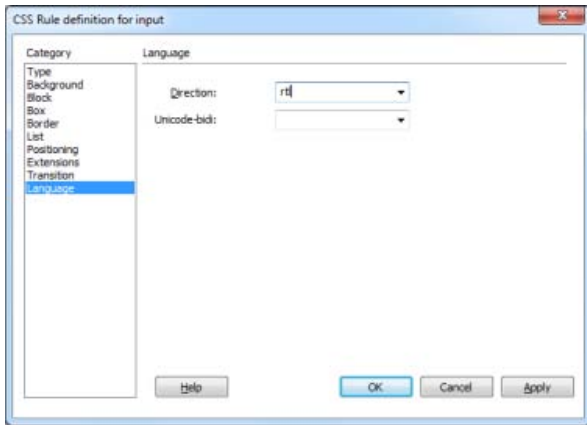 CSS Rule definition for input
Category
Language
Type
Background
Block
Box
Border
List
Positioning
Extensions
Transition
Language
Direction:
rtl
Unicode-bidi:
Help
OK
Cancel
Apply